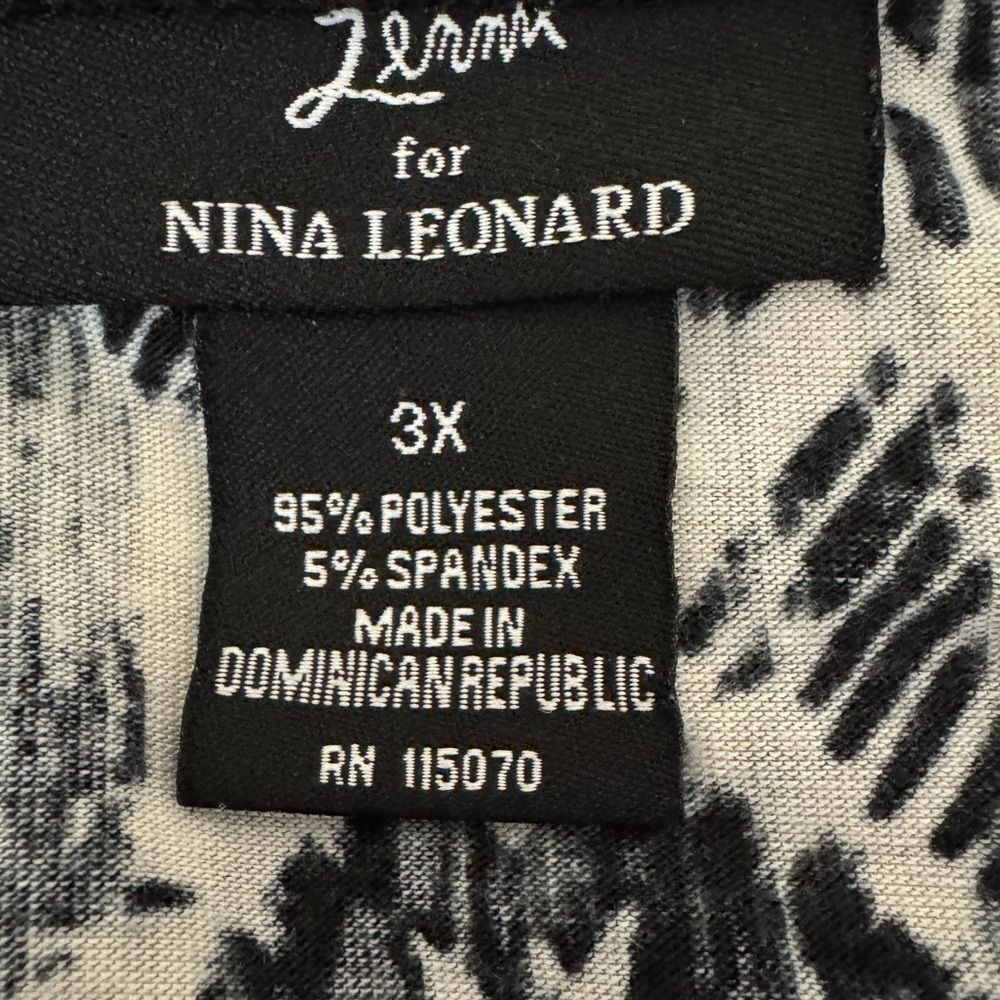 for
NINA LEONARD
3X
95% POLYESTER
5% SPANDEX
MADE IN
DOMINICAN REPUBLIC
RN 115070